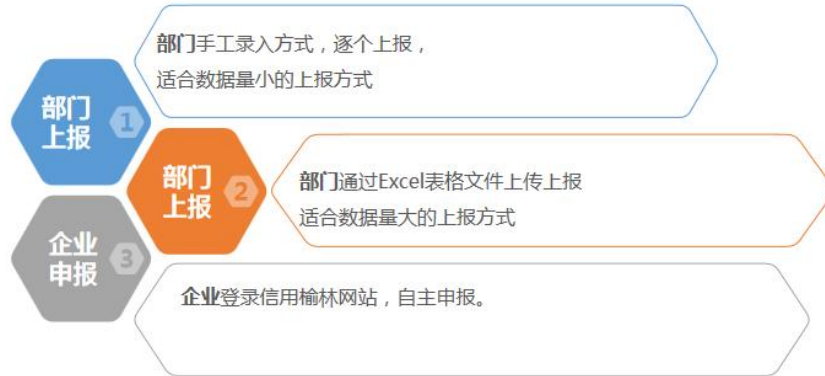 部门手工录入方式，逐个上报，
适合数据量小的上报方式
部门
上报
1
部门
上报
2
部门通过Excel表格文件上传上报
适合数据量大的上报方式
企业
申报
3
企业登录信用榆林网站，自主申报。